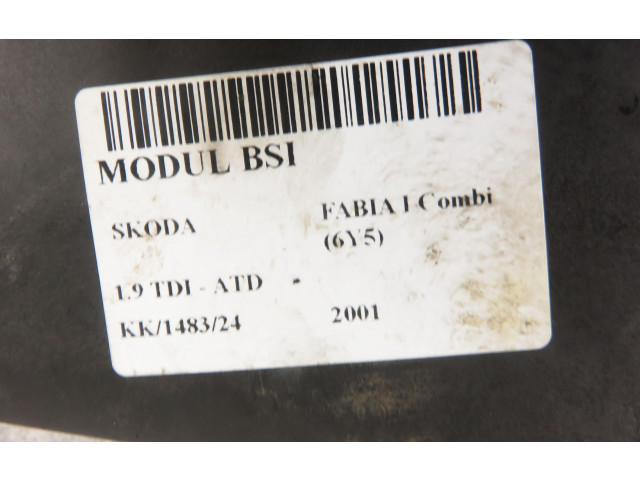 MODUL BSI
SKODA
FABIA I Combi
(6Y5)
1.9 TDI - ATD -
KK/1483/24
2001